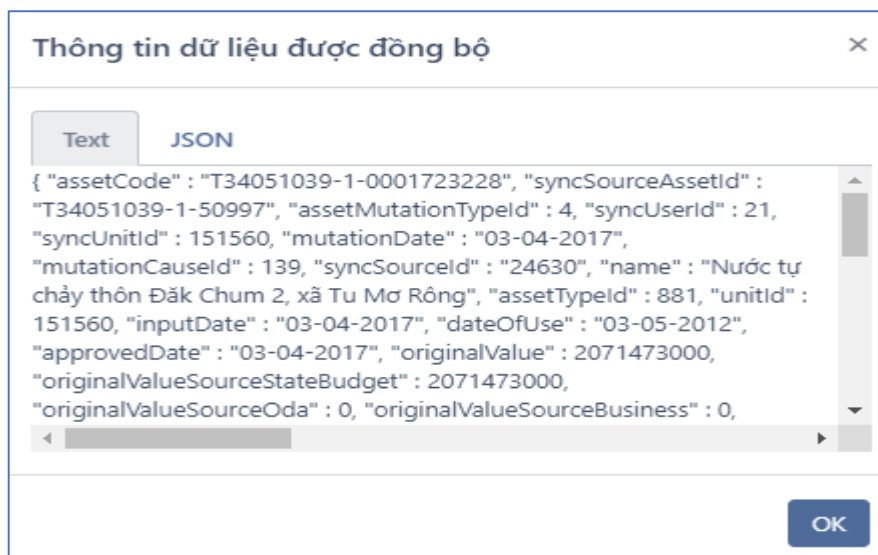 Thông tin dữ liệu được đồng bộ
Text JSON
{ "assetCode" : "T34051039-1-0001723228", "syncSourceAssetId" :
"T34051039-1-50997", "assetMutationTypeId" : 4, "syncUserId" : 21,
"syncUnitId" : 151560, "mutationDate" : "03-04-2017",
"mutationCauseId" : 139, "syncSourceId" : "24630", "name" : "Nước tự
chảy thôn Đăk Chum 2, xã Tu Mơ Rông", "assetTypeId" : 881, "unitId" :
151560, "inputDate" : "03-04-2017", "dateOfUse" : "03-05-2012",
"approvedDate" : "03-04-2017", "originalValue" : 2071473000,
"originalValueSourceStateBudget" : 2071473000,
"originalValueSourceOda" : 0, "originalValueSourceBusiness" : 0,
OK